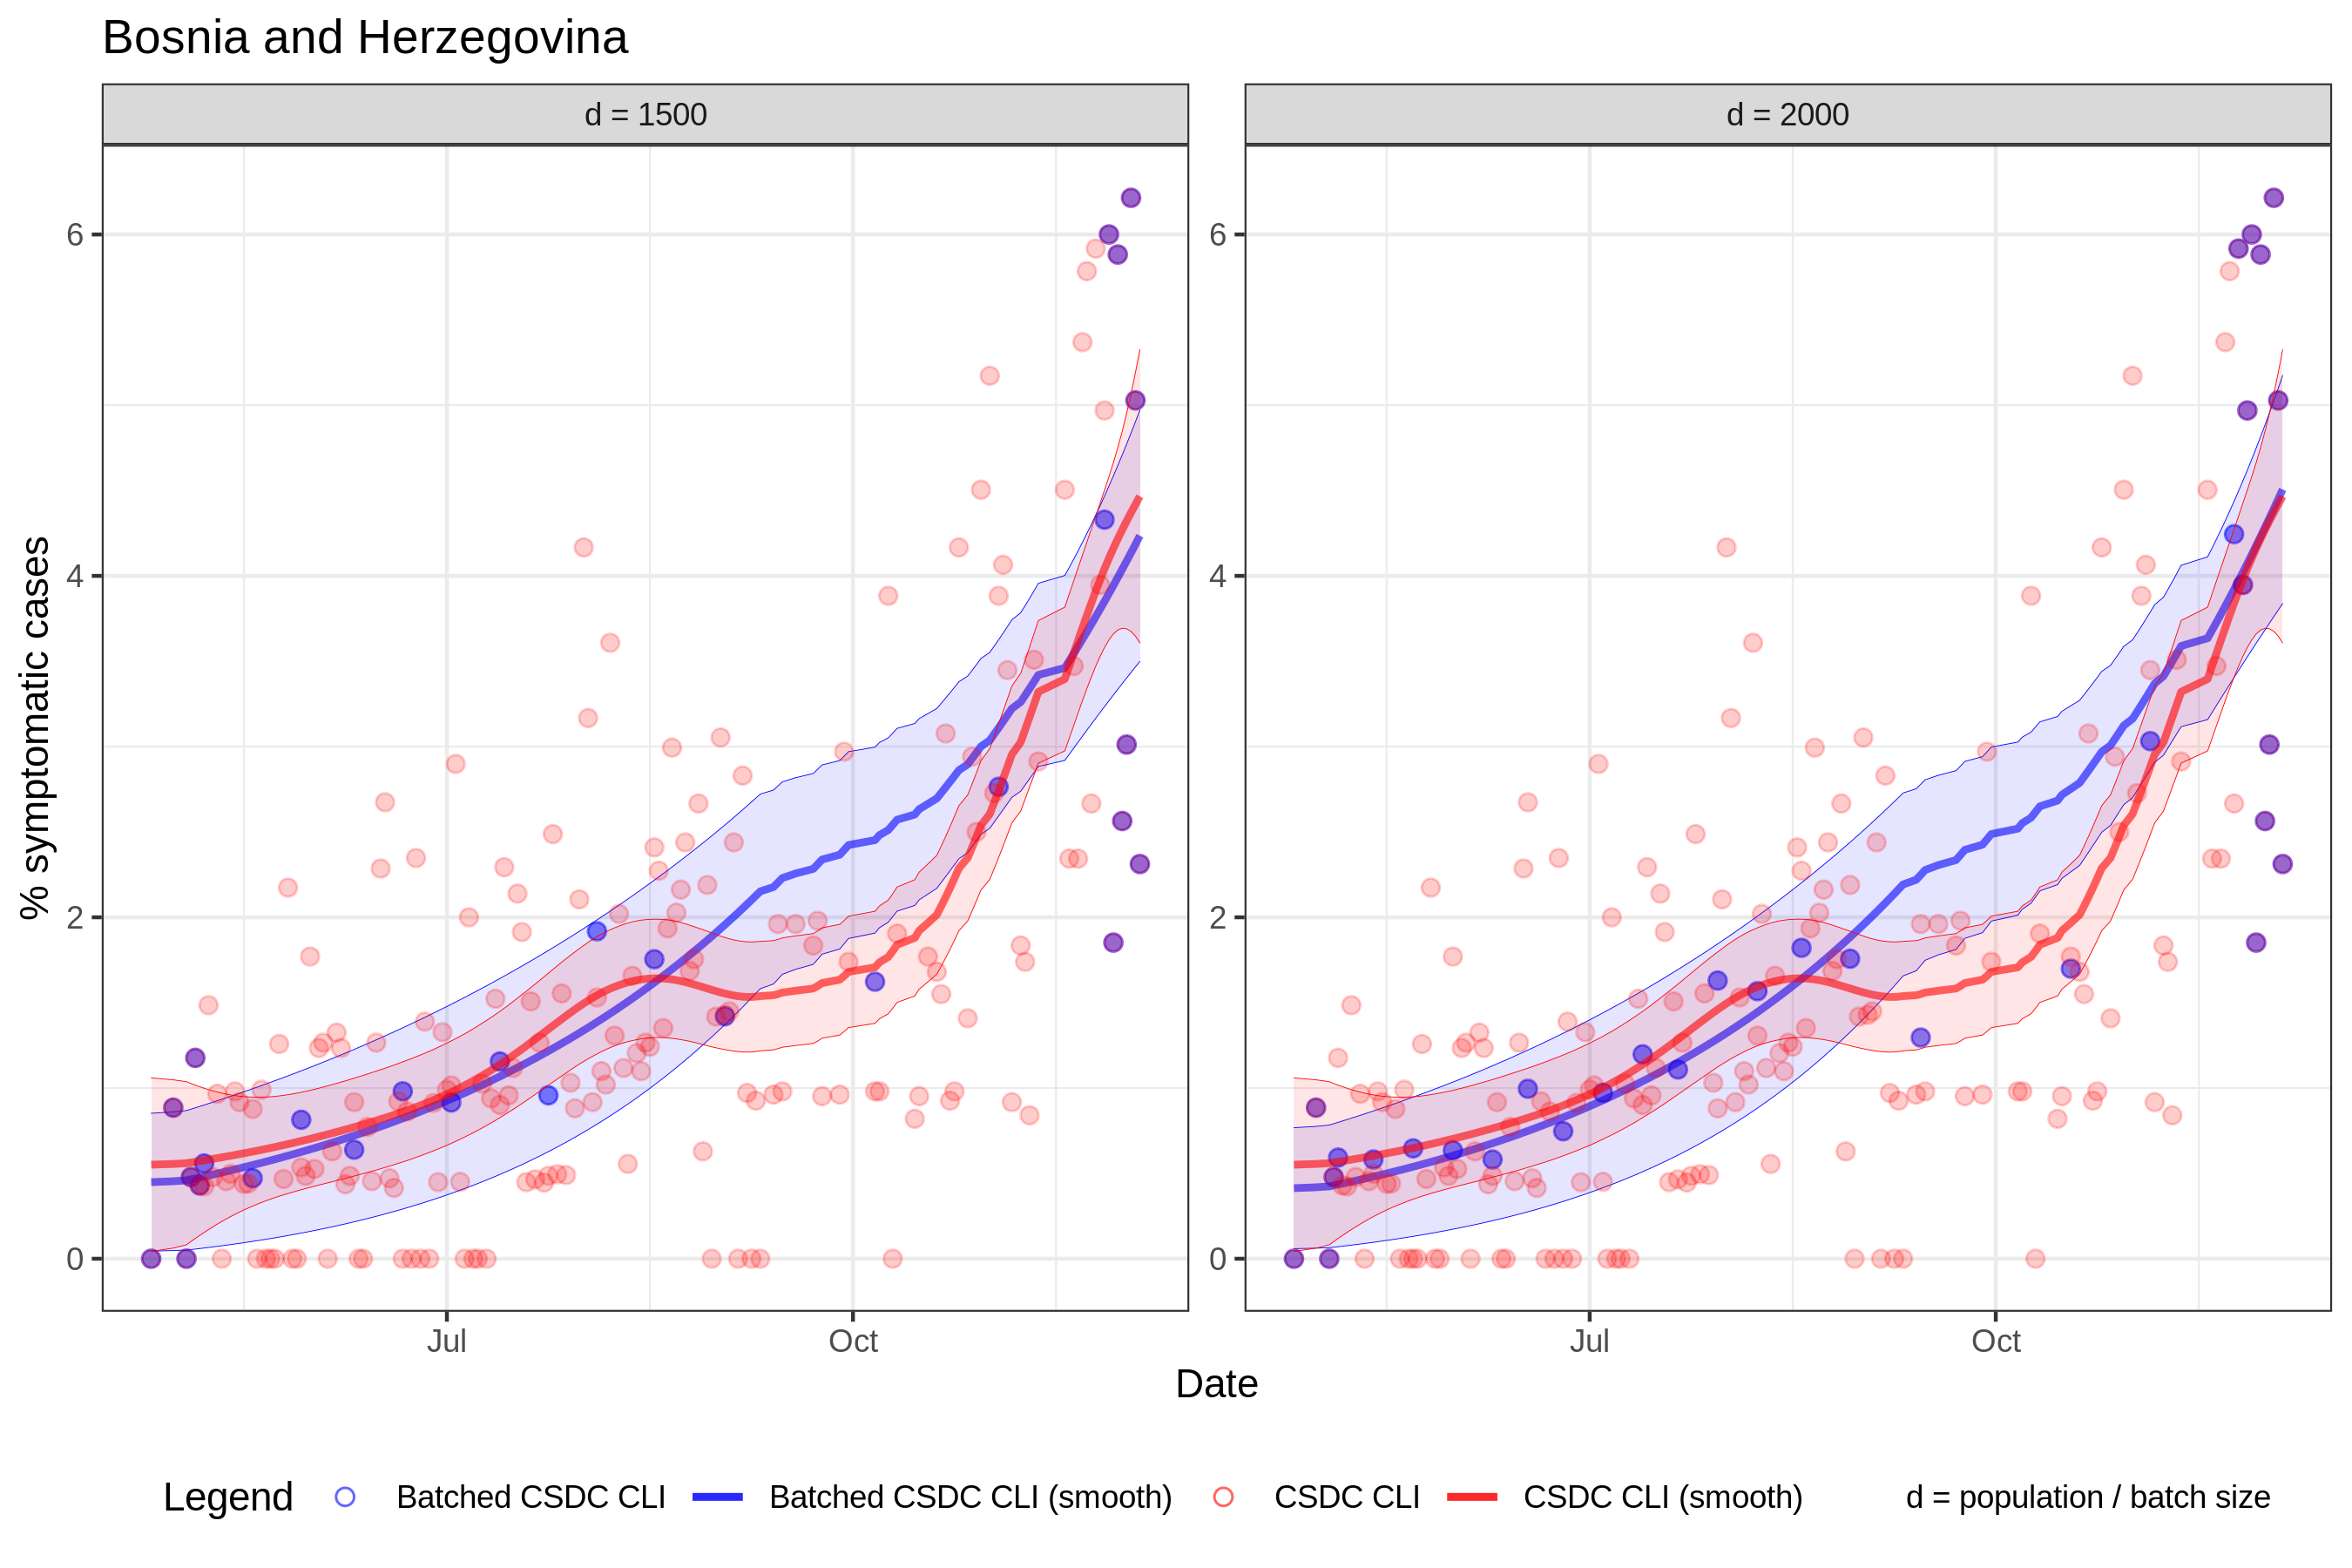 Bosnia and Herzegovina
d = 1500
d = 2000
% symptomatic cases
6
4
2
0
6
4
2
0
Jul
Oct
Jul
Oct
Date
Legend
Batched CSDC CLI
Batched CSDC CLI (smooth)
CSDC CLI
CSDC CLI (smooth)
d = population / batch size